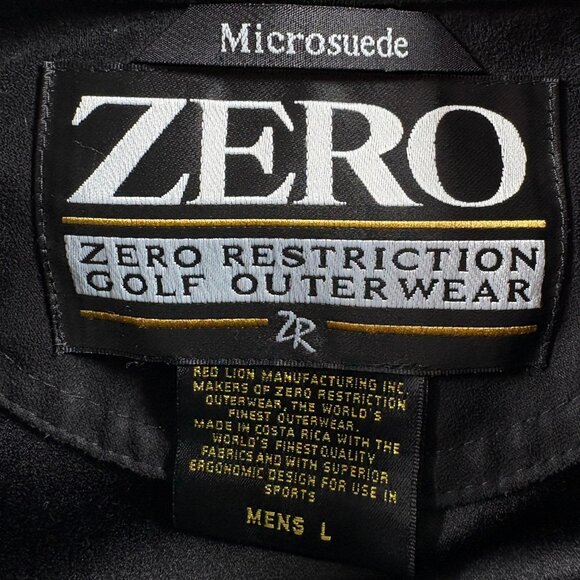 Microsuede
ZERO
ZERO RESTRICTION
GOLF OUTERWEAR
ZR
RED LION MANUFACTURING INC.
MAKERS OF ZERO RESTRICTION
OUTERWEAR, THE WORLD'S
FINEST OUTERWEAR.
MADE IN COSTA RICA WITH THE
WORLD'S FINESTQUALITY
FABRICS AND WITH SUPERIOR
ERGONOMIC DESIGN FOR USE IN
SPORTS
MENS L